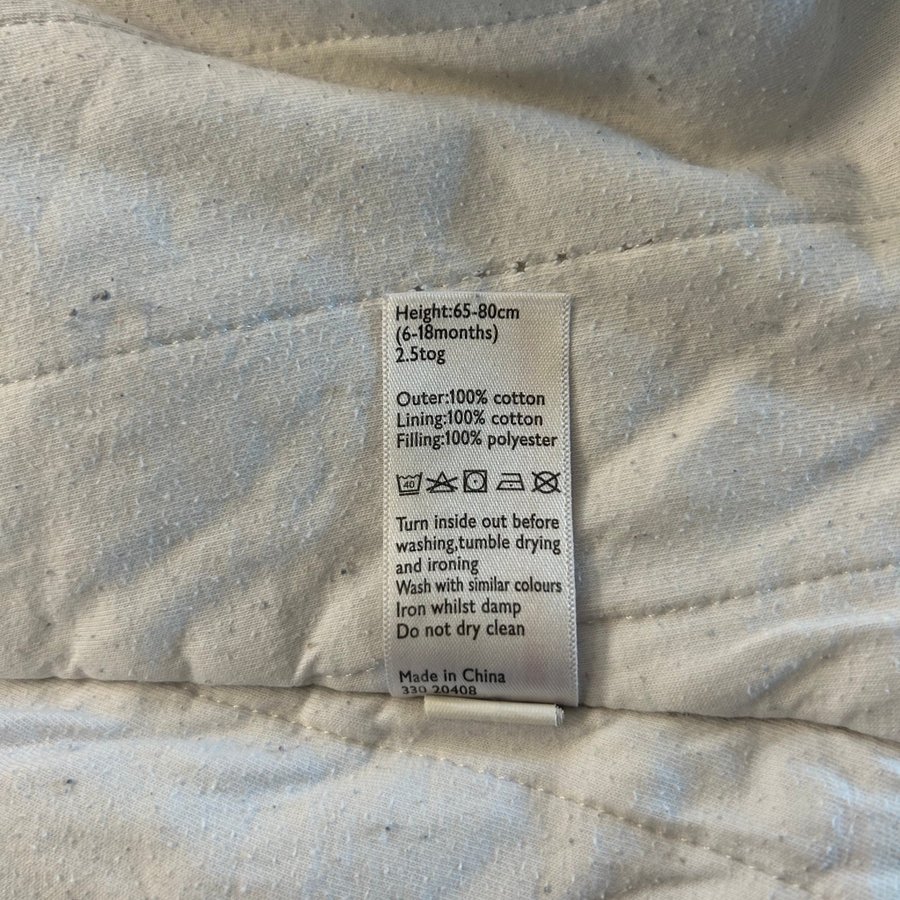 Height:65-80cm
(6-18months)
2.5tog
Outer:100% cotton
Lining:100% cotton
Filling:100% polyester
40
Turn inside out before
washing,tumble drying
and ironing
Wash with similar colours
Iron whilst damp
Do not dry clean
Made in China
330 20408